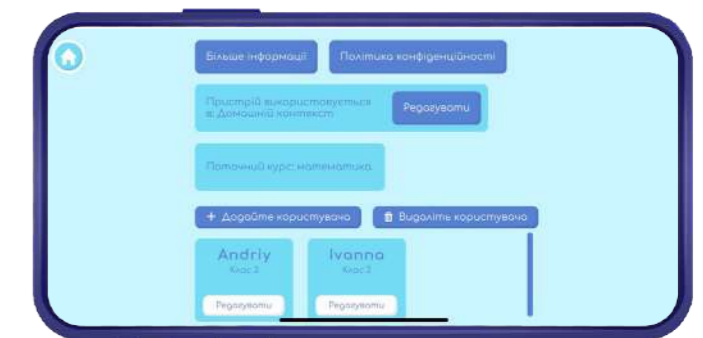 Більше інформації
Політика конфіденційності
Пристрій використовується
в: Домашній контекст
Редагувати
Поточний курс: математика
+ Додайте користувача
Видаліть користувача
Andriy
Ivanna
Клас 2
Клас 2
Редагувати
Редагувати